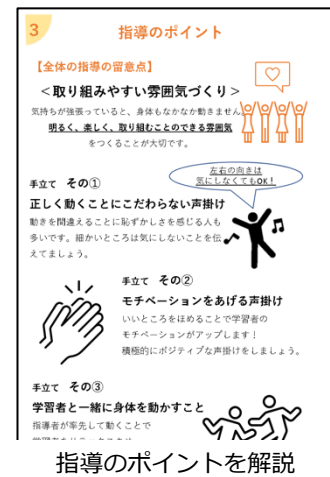 3
指導のポイント
【全体の指導の留意点】
＜取り組みやすい雰囲気づくり＞
気持ちが強張っていると、身体もなかなか動きません
明るく、楽しく、取り組むことのできる雰囲気
をつくることが大切です。
左右の向きは
気にしなくてもOK！
手立て その①
正しく動くことにこだわらない声掛け
動きを間違えることに恥ずかしさを感じる人も
多いです。細かいところは気にしないことを伝
えてましょう。
手立て その②
モチベーションをあげる声掛け
いいところをほめることで学習者の
モチベーションがアップします！
積極的にポジティブな声掛けをしましょう。
手立て その③
学習者と一緒に身体を動かすこと
指導者が率先して動くことで
指導のポイントを解説